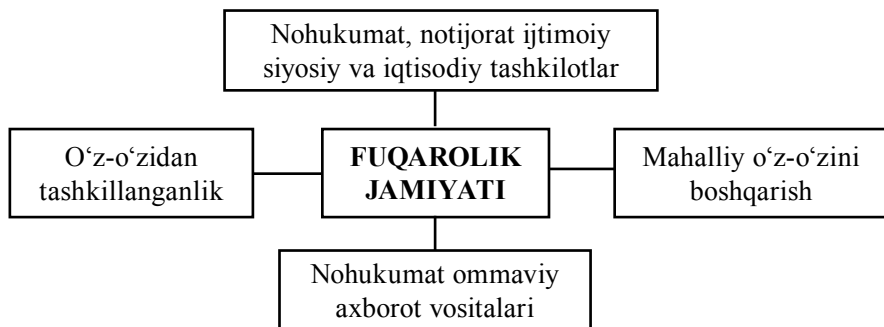 Nohukumat, notijorat ijtimoiy
siyosiy va iqtisodiy tashkilotlar
O‘z-o‘zidan
tashkillanganlik
FUQAROLIK
JAMIYATI
Mahalliy o‘z-o‘zini
boshqarish
Nohukumat ommaviy
axborot vositalari